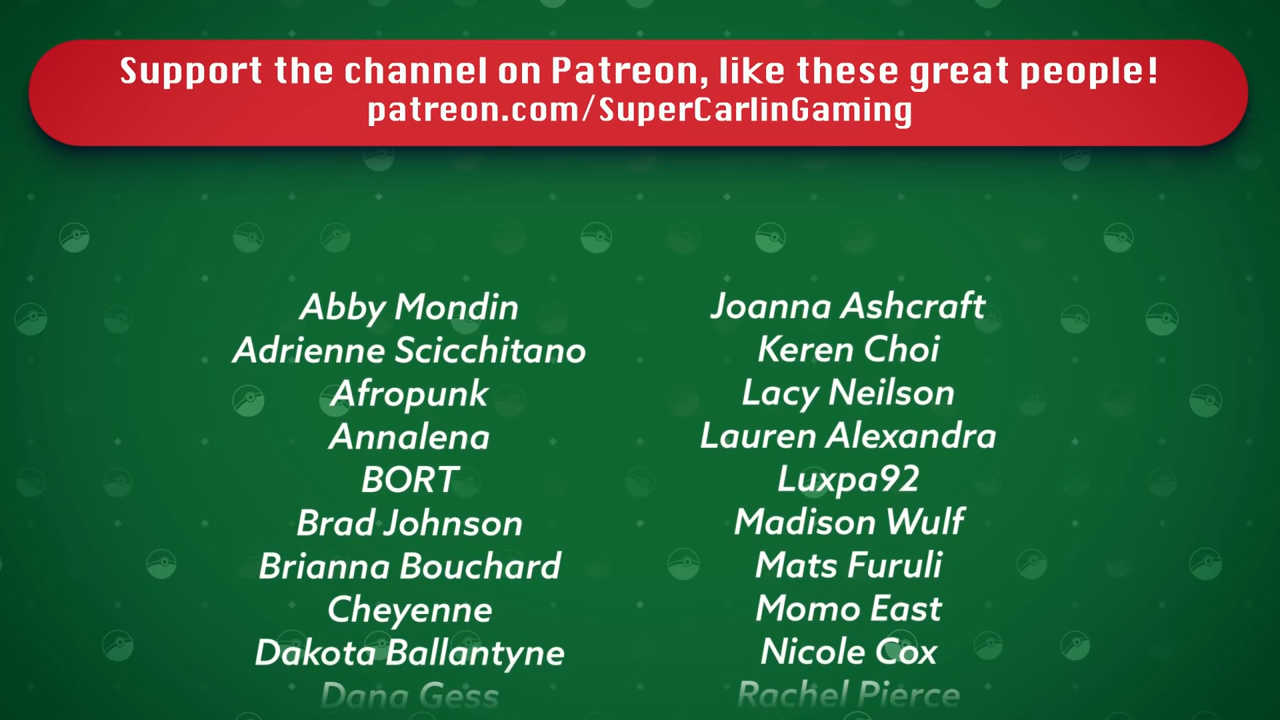 Support the channel on Patreon, like these great people!
patreon.com/SuperCarlinGaming
Abby Mondin
Adrienne Scicchitano
Afropunk
Annalena
BORT
Brad Johnson
Brianna Bouchard
Cheyenne
Dakota Ballantyne
Dana Gess
Joanna Ashcraft
Keren Choi
Lacy Neilson
Lauren Alexandra
Luxpa92
Madison Wulf
Mats Furuli
Momo East
Nicole Cox
Rachel Pierce